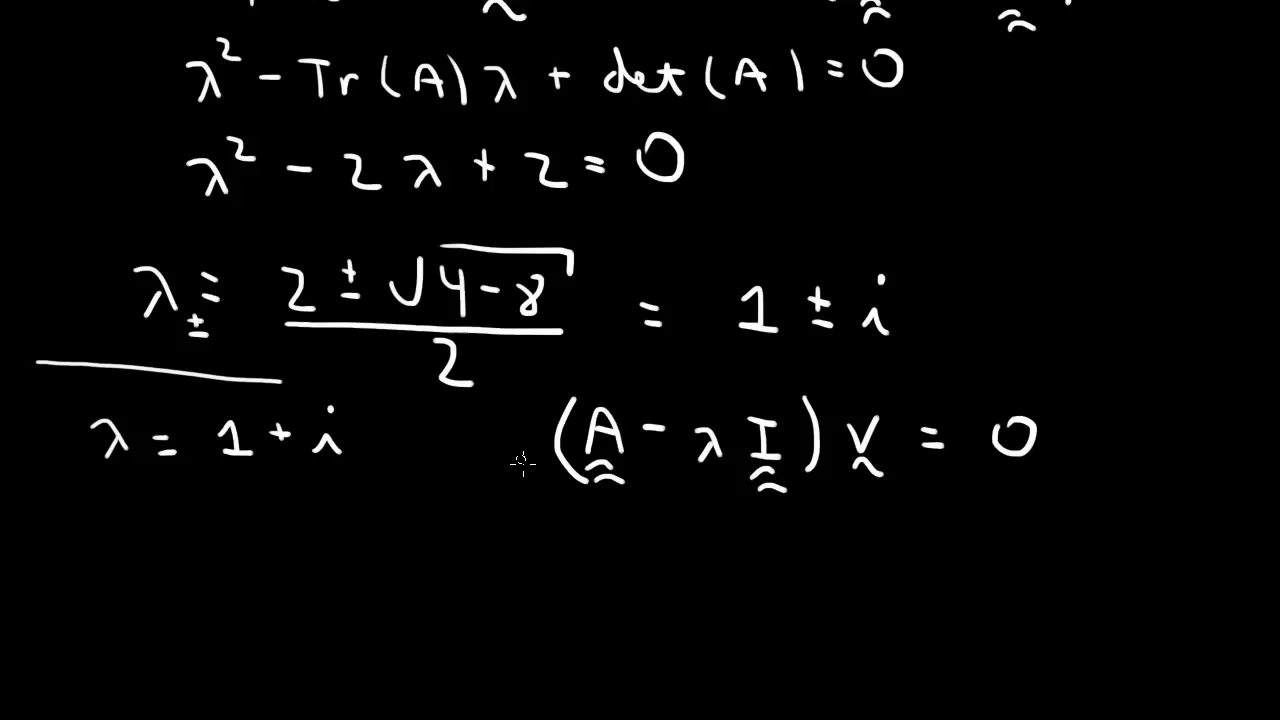 λ² - Tr(A)λ + det(A) = 0
λ² - 2λ + 2 = 0
λ± = (2 ± √(4-8))/2 = 1 ± i
λ = 1 + i (A - λI)V = 0